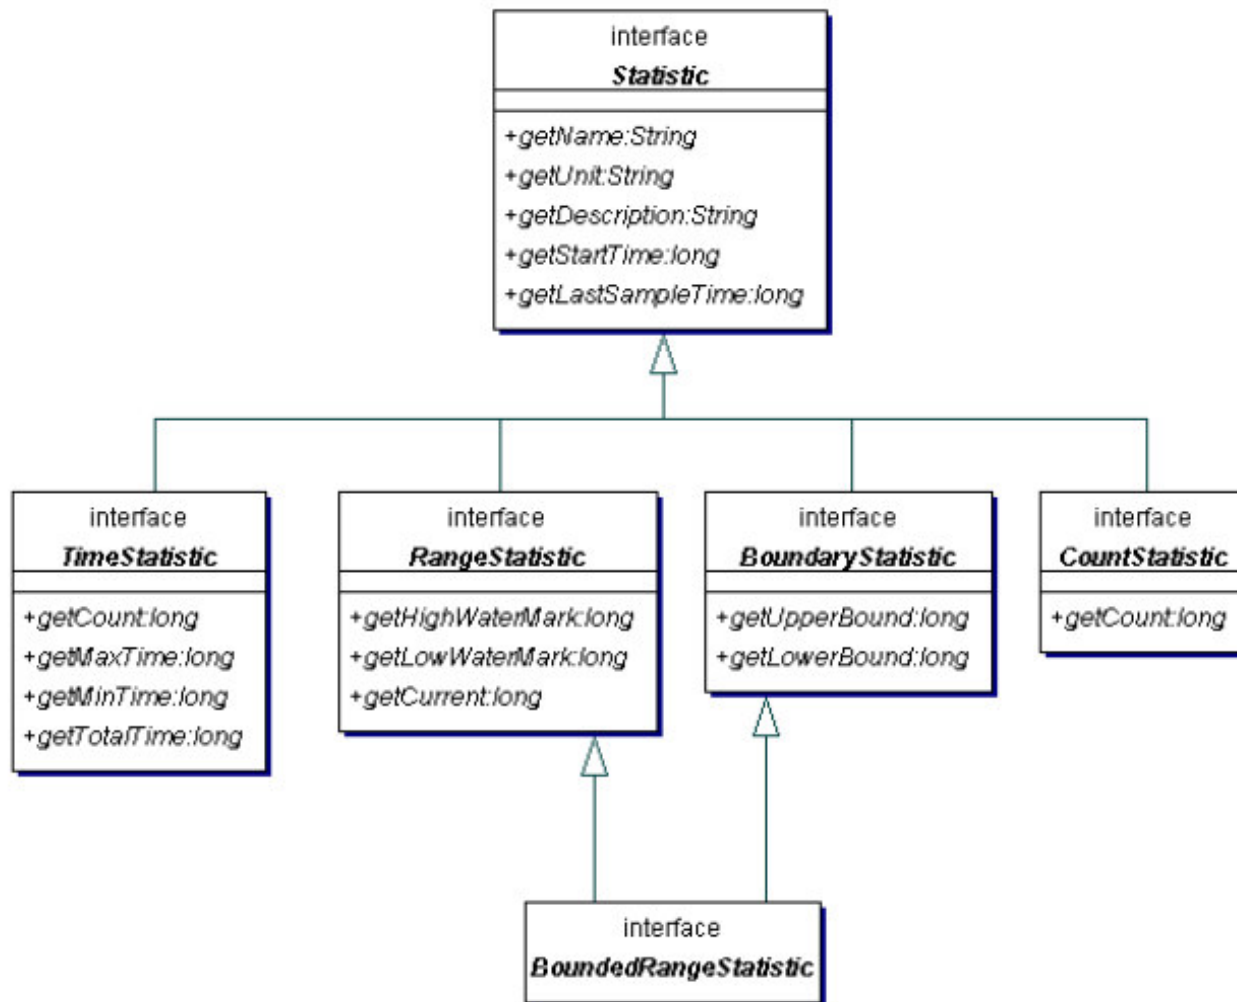 interface
Statistic
+getName:String
+getUnit:String
+getDescription:String
+getStartTime:long
+getLastSampleTime:long
interface
TimeStatistic
+getCount:long
+getMaxTime:long
+getMinTime:long
+getTotalTime:long
interface
RangeStatistic
+getHighWaterMark:long
+getLowWaterMark:long
+getCurrent:long
interface
BoundaryStatistic
+getUpperBound:long
+getLowerBound:long
interface
CountStatistic
+getCount:long
interface
BoundedRangeStatistic